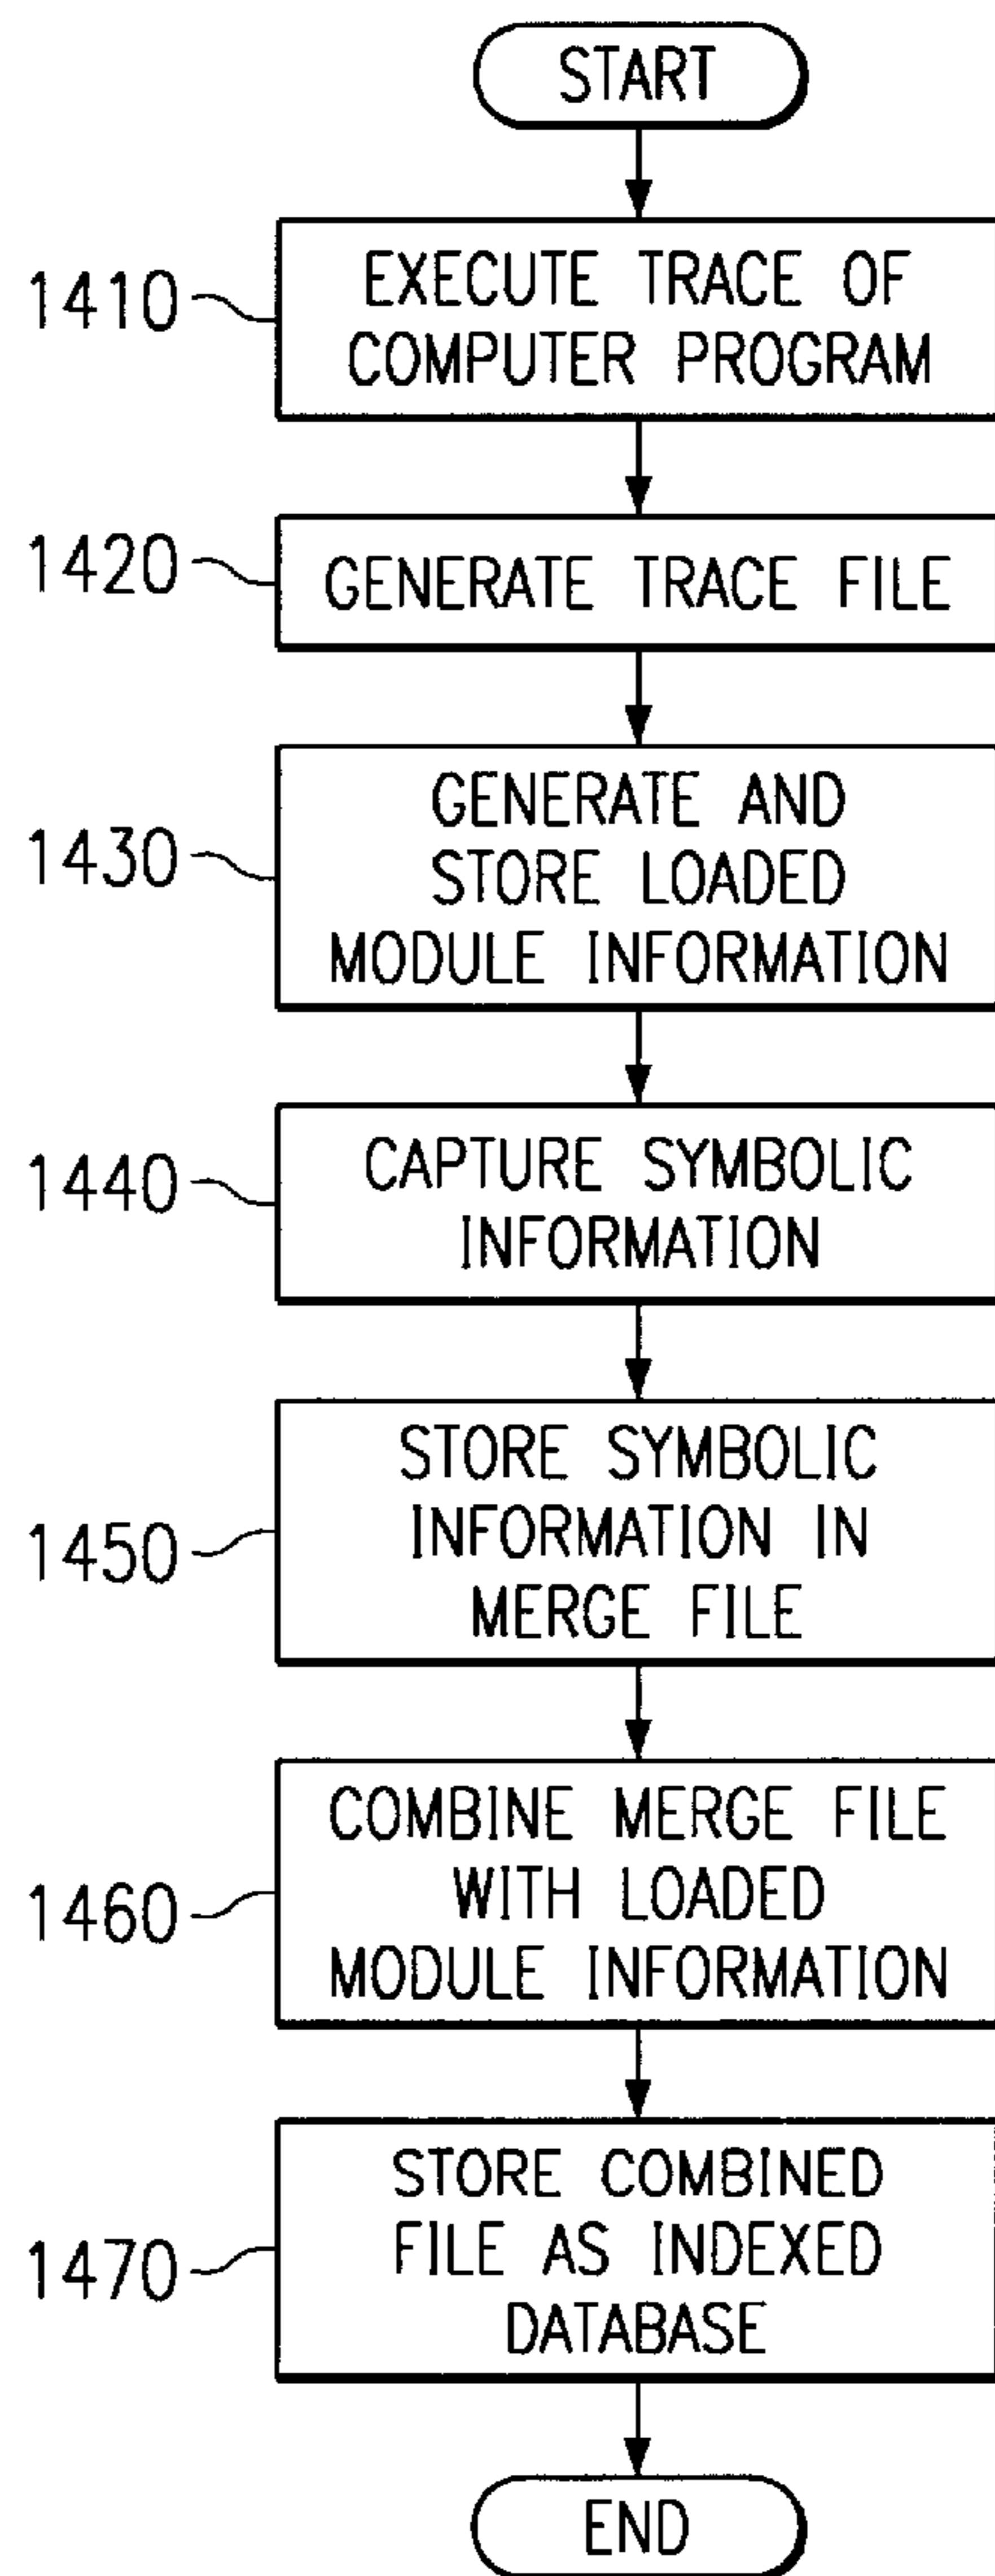 START
1410
EXECUTE TRACE OF
COMPUTER PROGRAM
1420
GENERATE TRACE FILE
1430
GENERATE AND
STORE LOADED
MODULE INFORMATION
1440
CAPTURE SYMBOLIC
INFORMATION
1450
STORE SYMBOLIC
INFORMATION IN
MERGE FILE
1460
COMBINE MERGE FILE
WITH LOADED
MODULE INFORMATION
1470
STORE COMBINED
FILE AS INDEXED
DATABASE
END